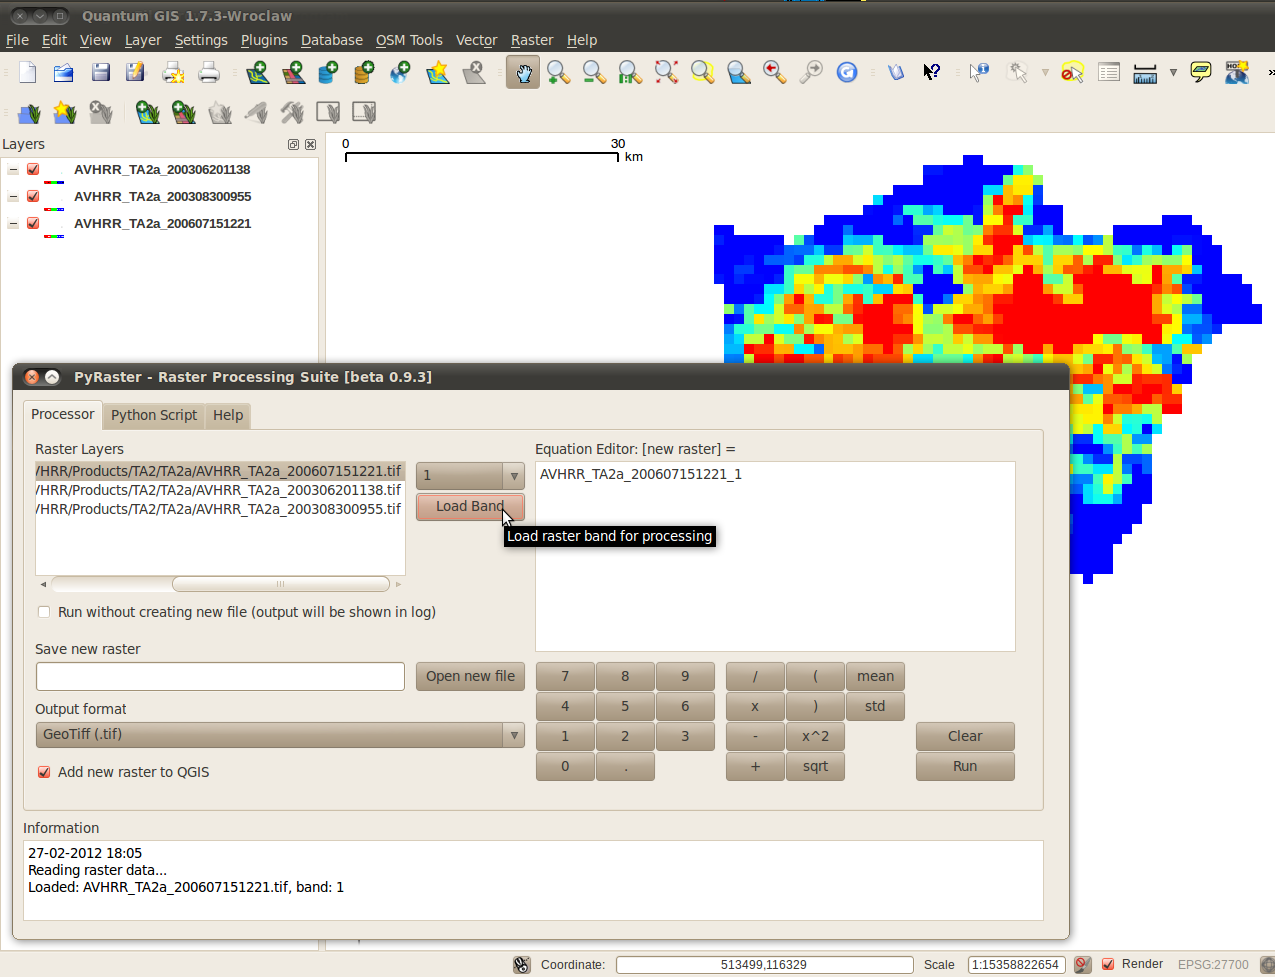 Quantum GIS 1.7.3-Wroclaw
File Edit View Layer Settings Plugins Database OSM Tools Vector Raster Help
Layers
0 30
km
AVHRR_TA2a_200306201138
AVHRR_TA2a_200308300955
AVHRR_TA2a_200607151221
PyRaster - Raster Processing Suite [beta 0.9.3]
Processor Python Script Help
Raster Layers
/HRR/Products/TA2/TA2a/AVHRR_TA2a_200607151221.tif
/HRR/Products/TA2/TA2a/AVHRR_TA2a_200306201138.tif
/HRR/Products/TA2/TA2a/AVHRR_TA2a_200308300955.tif
1
Load Band
Load raster band for processing
Equation Editor: [new raster] =
AVHRR_TA2a_200607151221_1
Run without creating new file (output will be shown in log)
Save new raster
Open new file
Output format
GeoTiff (.tif)
Add new raster to QGIS
7 8 9 / ( mean
4 5 6 x ) std
1 2 3 - x^2 Clear
0 . + sqrt Run
Information
27-02-2012 18:05
Reading raster data...
Loaded: AVHRR_TA2a_200607151221.tif, band: 1
Coordinate: 513499,116329 Scale 1:15358822654 Render EPSG:27700